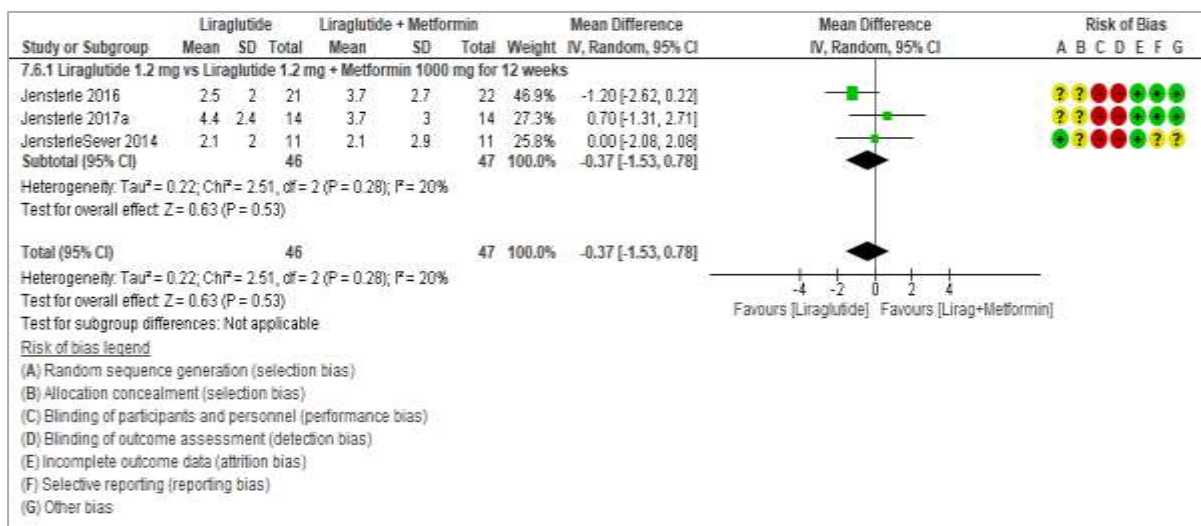 Liraglutide Liraglutide + Metformin Mean Difference Mean Difference Risk of Bias
Study or Subgroup Mean SD Total Mean SD Total Weight IV, Random, 95% CI IV, Random, 95% CI A B C D E F G
7.6.1 Liraglutide 1.2 mg vs Liraglutide 1.2 mg + Metformin 1000 mg for 12 weeks
Jensterle 2016 2.5 2 21 3.7 2.7 22 46.9% -1.20 [-2.62, 0.22] ? ? - - + + +
Jensterle 2017a 4.4 2.4 14 3.7 3 14 27.3% 0.70 [-1.31, 2.71] ? ? - - + + +
JensterleSever 2014 2.1 2 11 2.1 2.9 11 25.8% 0.00 [-2.08, 2.08] + ? - - + ? ?
Subtotal (95% CI) 46 47 100.0% -0.37 [-1.53, 0.78]
Heterogeneity: Tau² = 0.22; Chi² = 2.51, df = 2 (P = 0.28); I² = 20%
Test for overall effect: Z = 0.63 (P = 0.53)
Total (95% CI) 46 47 100.0% -0.37 [-1.53, 0.78]
Heterogeneity: Tau² = 0.22; Chi² = 2.51, df = 2 (P = 0.28); I² = 20%
Test for overall effect: Z = 0.63 (P = 0.53)
Test for subgroup differences: Not applicable
-4 -2 0 2 4
Favours [Liraglutide] Favours [Lirag+Metformin]
Risk of bias legend
(A) Random sequence generation (selection bias)
(B) Allocation concealment (selection bias)
(C) Blinding of participants and personnel (performance bias)
(D) Blinding of outcome assessment (detection bias)
(E) Incomplete outcome data (attrition bias)
(F) Selective reporting (reporting bias)
(G) Other bias